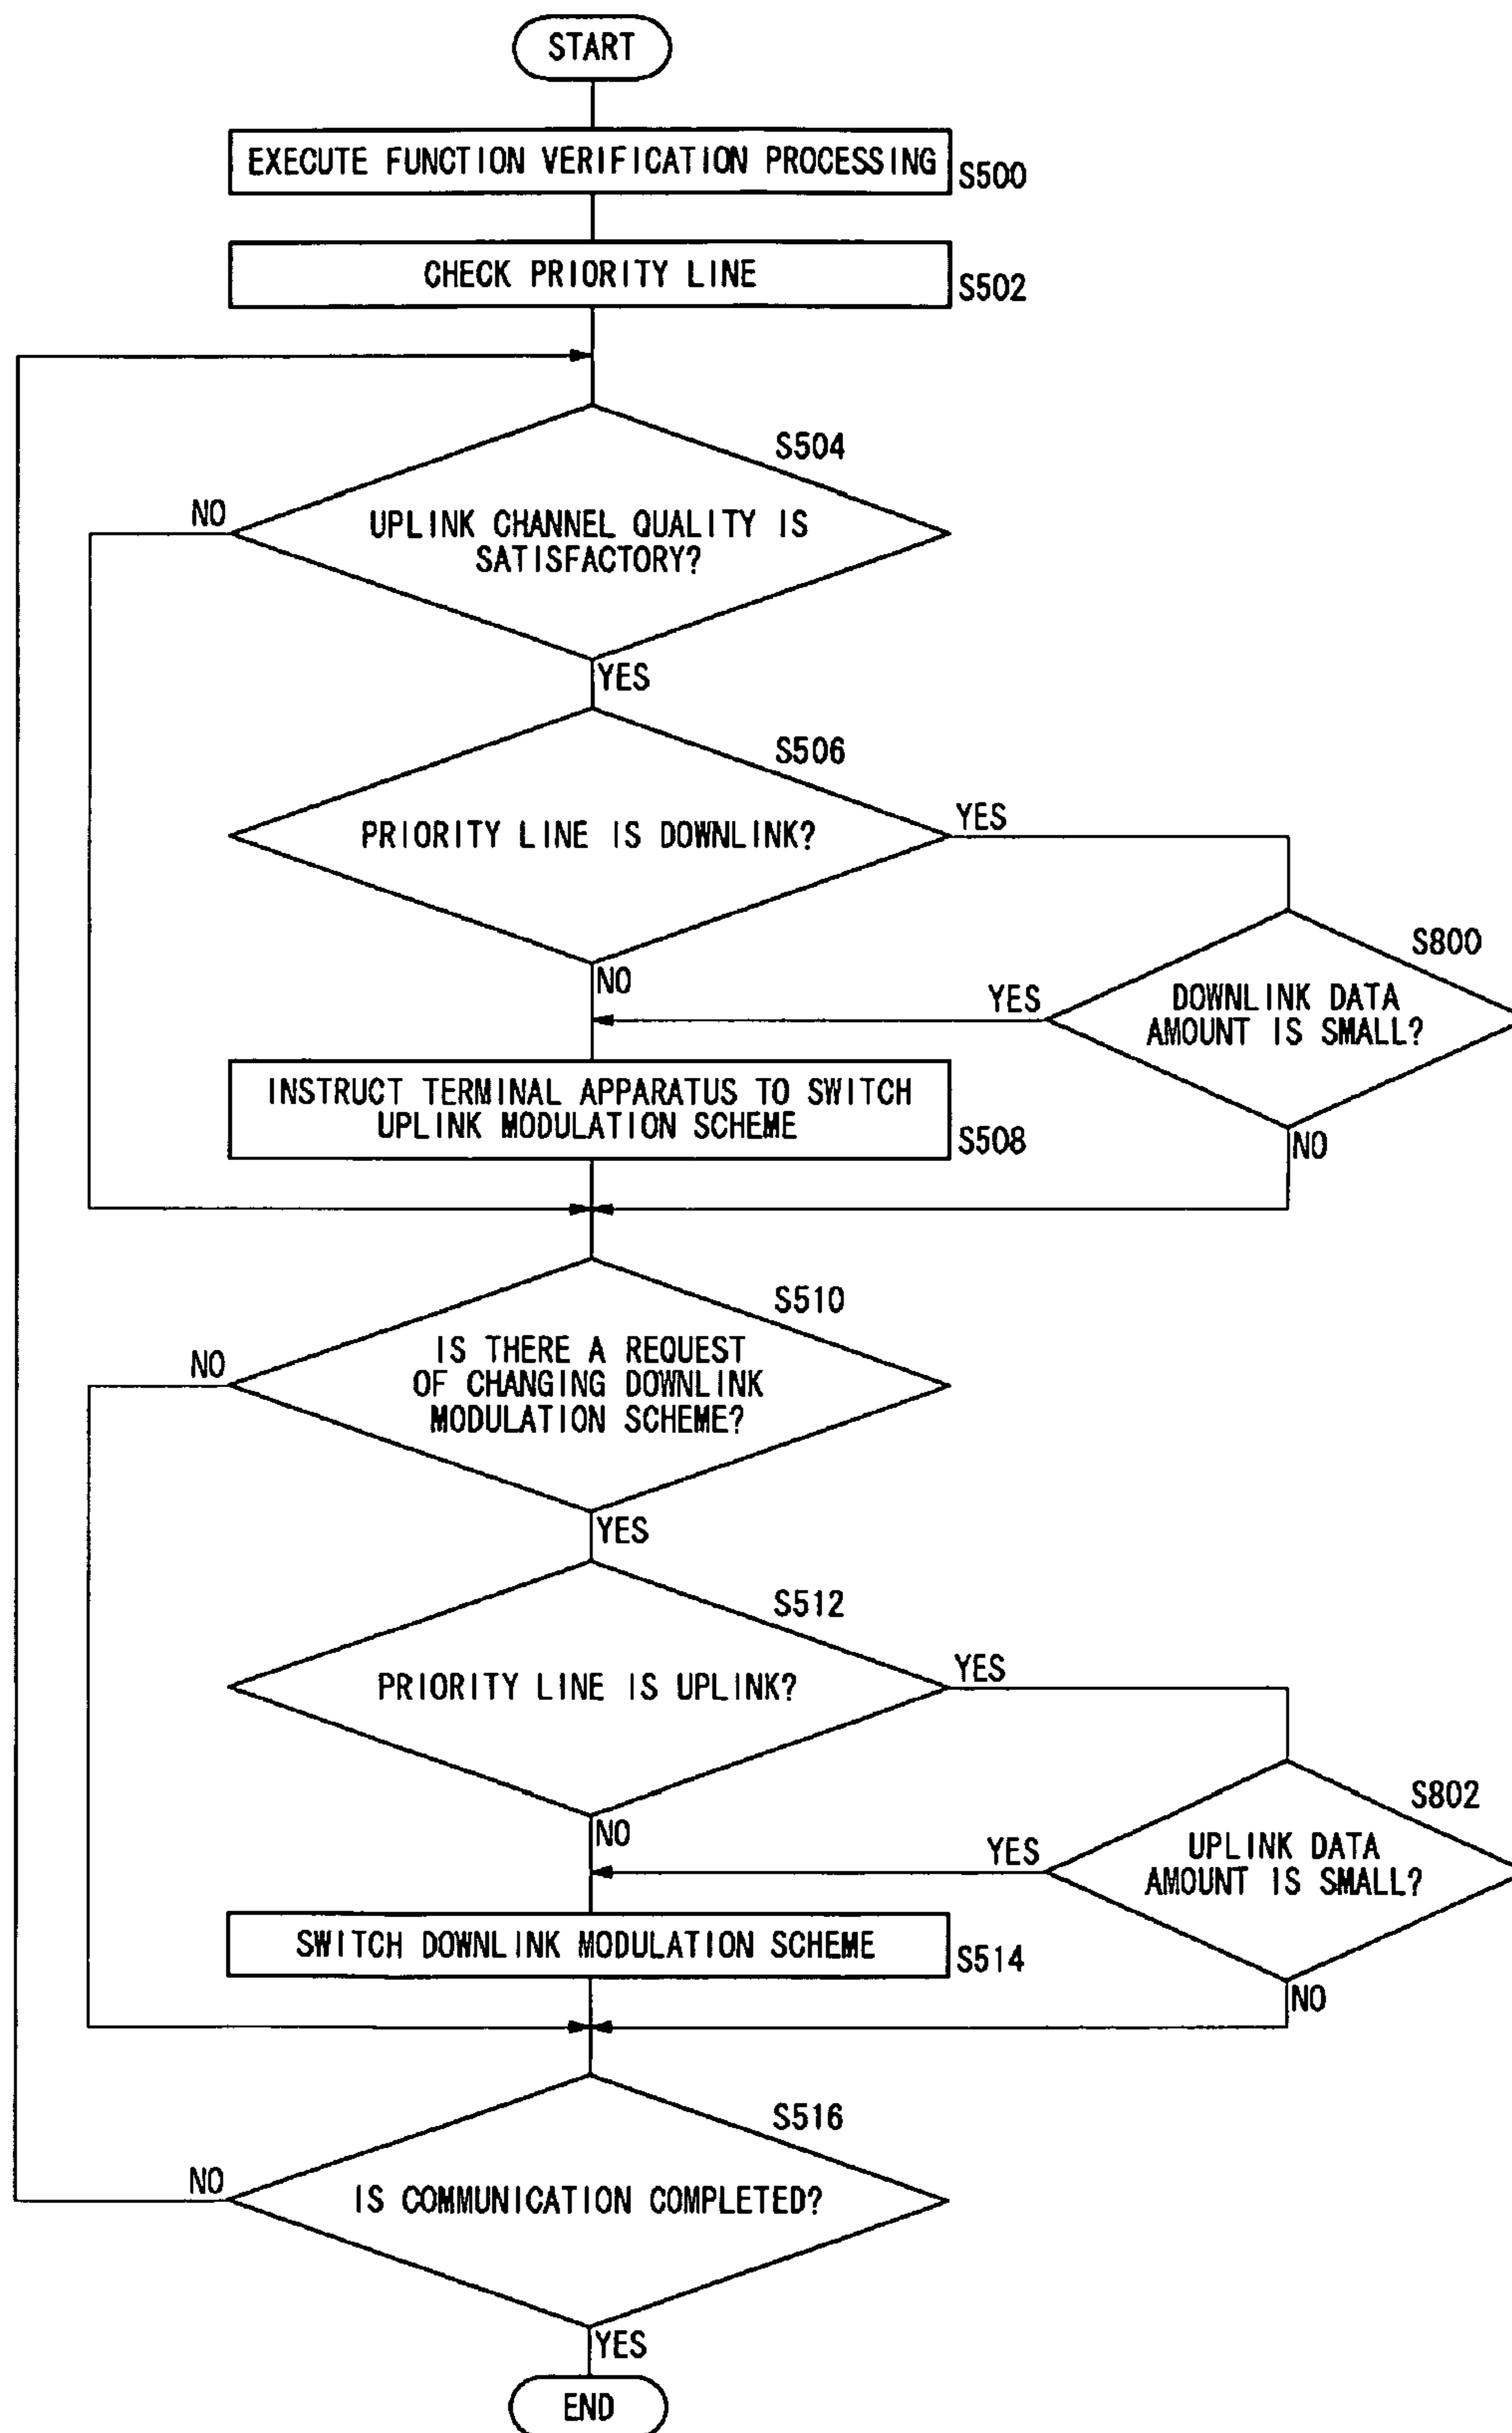 START
EXECUTE FUNCTION VERIFICATION PROCESSING
S500
CHECK PRIORITY LINE
S502
S504
NO
UPLINK CHANNEL QUALITY IS
SATISFACTORY?
YES
S506
PRIORITY LINE IS DOWNLINK?
YES
S800
NO
YES
DOWNLINK DATA
AMOUNT IS SMALL?
INSTRUCT TERMINAL APPARATUS TO SWITCH
UPLINK MODULATION SCHEME
S508
NO
S510
NO
IS THERE A REQUEST
OF CHANGING DOWNLINK
MODULATION SCHEME?
YES
S512
PRIORITY LINE IS UPLINK?
YES
S802
NO
YES
UPLINK DATA
AMOUNT IS SMALL?
SWITCH DOWNLINK MODULATION SCHEME
S514
NO
S516
NO
IS COMMUNICATION COMPLETED?
YES
END